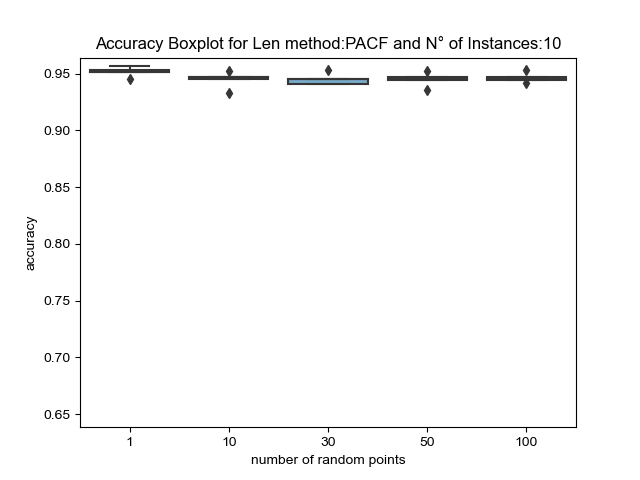 Accuracy Boxplot for Len method:PACF and N° of Instances:10
0.95
0.90
0.85
0.80
0.75
0.70
0.65
accuracy
1 10 30 50 100
number of random points